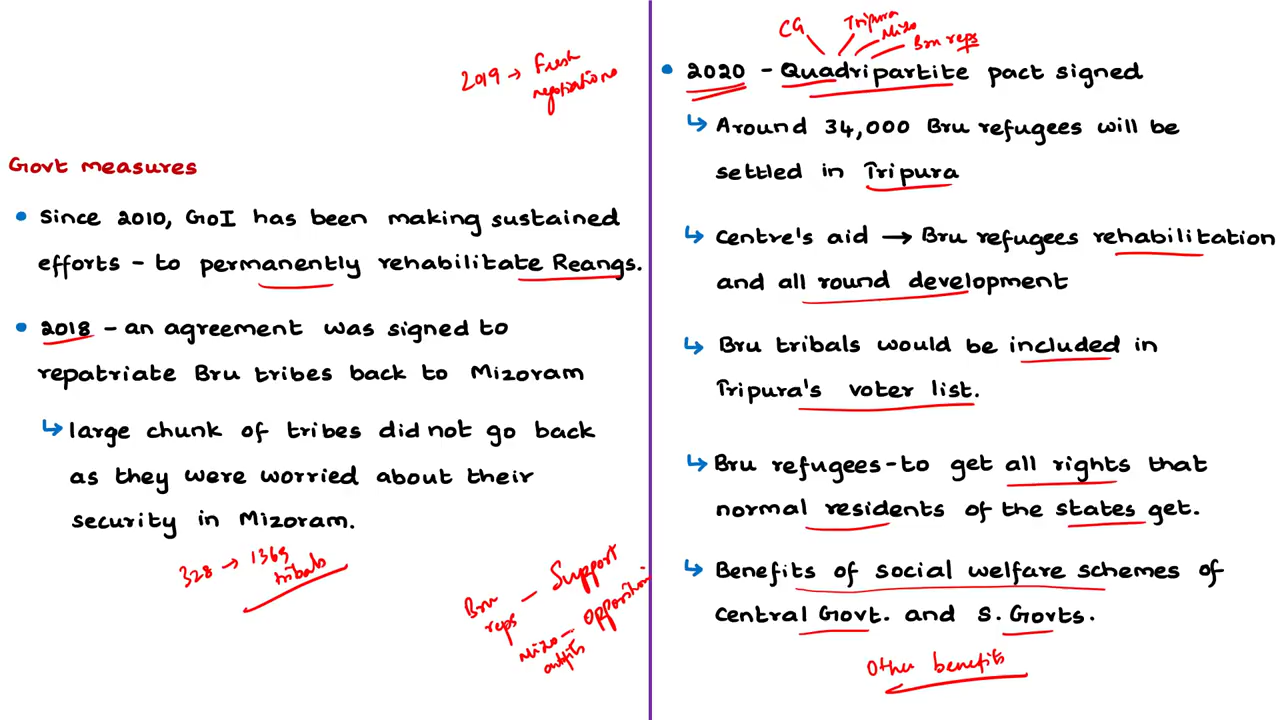 2019 → Fresh
negotiations
Govt measures
• Since 2010, GoI has been making sustained
efforts - to permanently rehabilitate Reangs.
• 2018 - an agreement was signed to
repatriate Bru tribes back to Mizoram
↳ large chunk of tribes did not go back
as they were worried about their
security in Mizoram.
328 → 1369
tribals
Bru
reps - Support
Mizo - opposition
outfits
CG Tripura
Mizo
Bru reps
• 2020 - Quadripartite pact signed
↳ Around 34,000 Bru refugees will be
settled in Tripura
↳ Centre's aid → Bru refugees rehabilitation
and all round development
↳ Bru tribals would be included in
Tripura's voter list.
↳ Bru refugees - to get all rights that
normal residents of the states get.
↳ Benefits of social welfare schemes of
central Govt. and S. Govts.
Other benefits